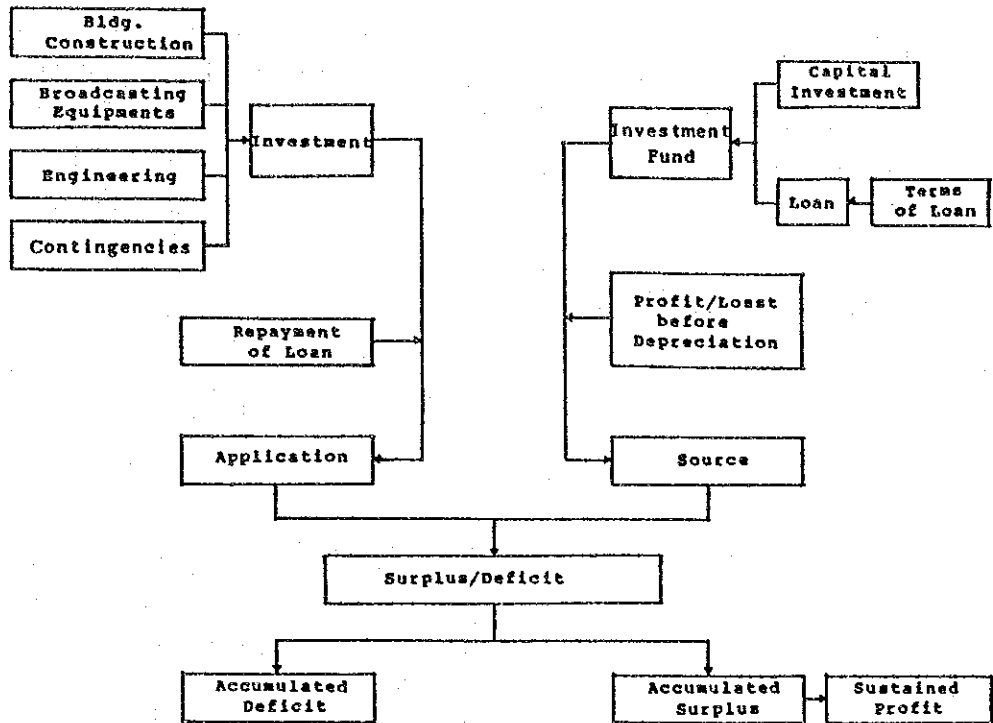 Bldg.
Construction
Broadcasting
Equipments
Engineering
Contingencies
Investment
Repayment
of Loan
Application
Capital
Investment
Investment
Fund
Loan
Terms
of Loan
Profit/Losst
before
Depreciation
Source
Surplus/Deficit
Accumulated
Deficit
Accumulated
Surplus
Sustained
Profit